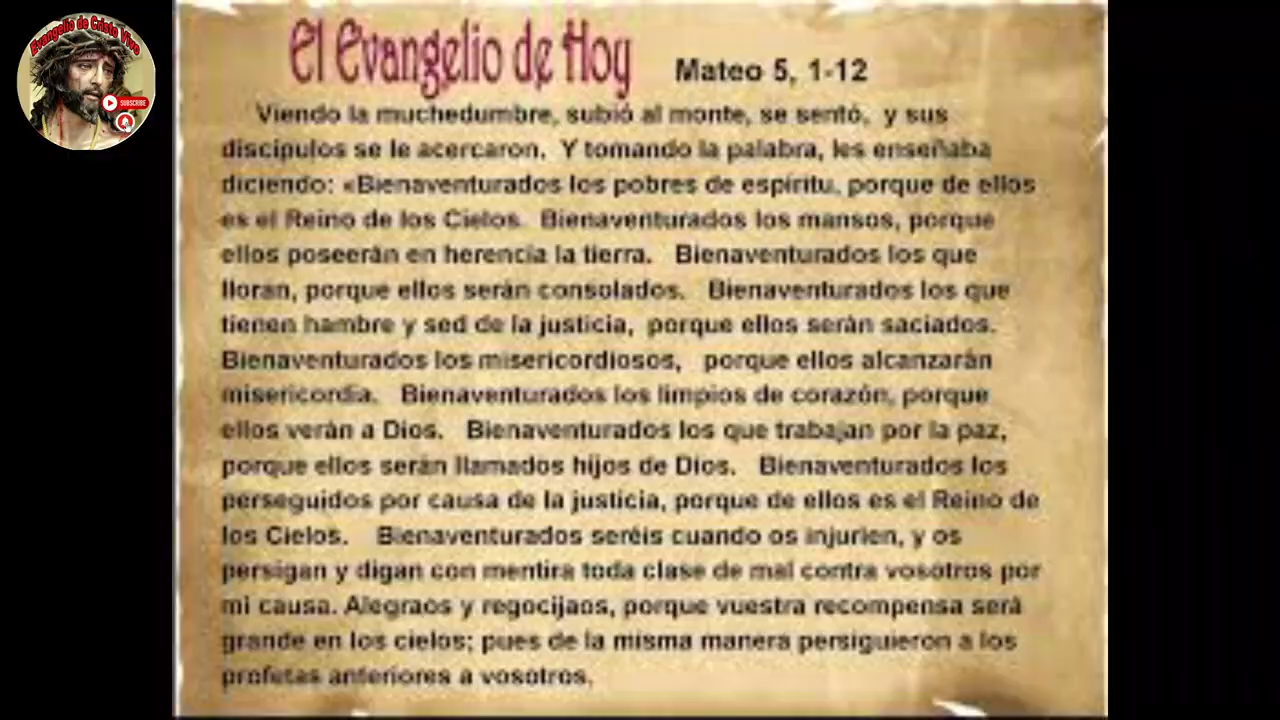 Evangelio de Cristo Vivo
SUBSCRIBE
El Evangelio de Hoy
Mateo 5, 1-12
Viendo la muchedumbre, subió al monte, se sentó, y sus
discípulos se le acercaron. Y tomando la palabra, les enseñaba
diciendo: «Bienaventurados los pobres de espíritu, porque de ellos
es el Reino de los Cielos. Bienaventurados los mansos, porque
ellos poseerán en herencia la tierra. Bienaventurados los que
lloran, porque ellos serán consolados. Bienaventurados los que
tienen hambre y sed de la justicia, porque ellos serán saciados.
Bienaventurados los misericordiosos, porque ellos alcanzarán
misericordia. Bienaventurados los limpios de corazón, porque
ellos verán a Dios. Bienaventurados los que trabajan por la paz,
porque ellos serán llamados hijos de Dios. Bienaventurados los
perseguidos por causa de la justicia, porque de ellos es el Reino de
los Cielos. Bienaventurados seréis cuando os injurien, y os
persigan y digan con mentira toda clase de mal contra vosotros por
mi causa. Alegraos y regocijaos, porque vuestra recompensa será
grande en los cielos; pues de la misma manera persiguieron a los
profetas anteriores a vosotros.